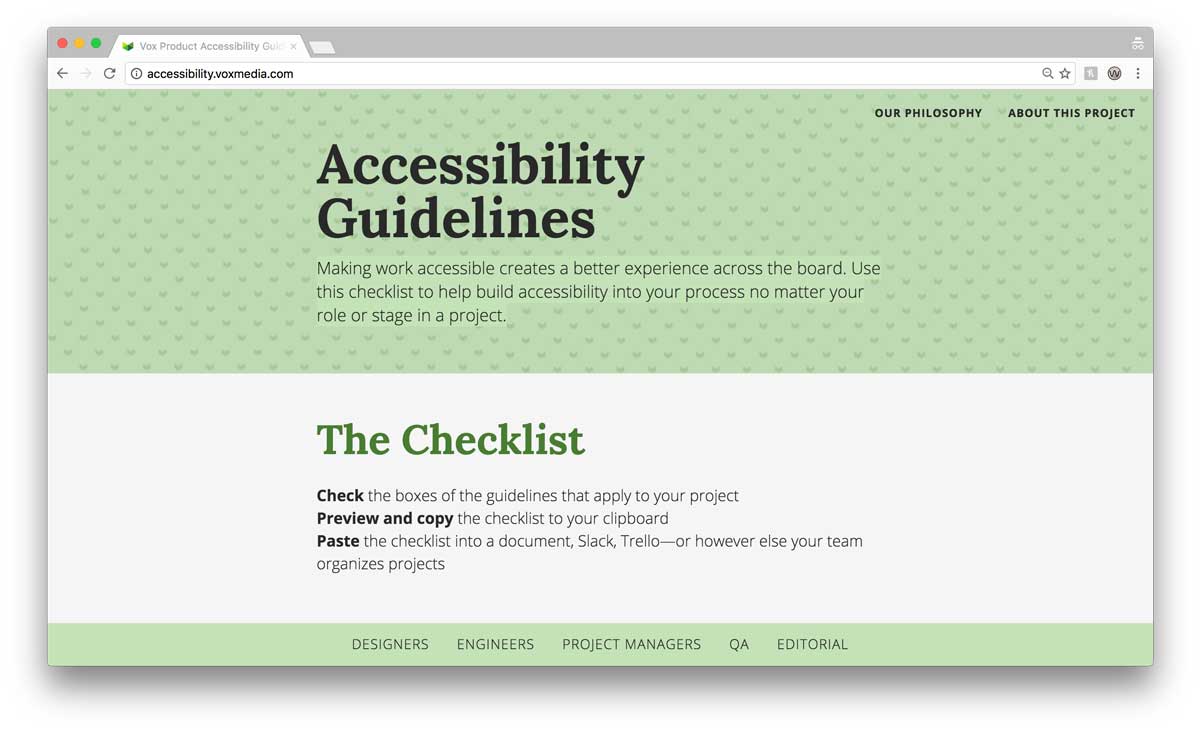 Vox Product Accessibility Guid
accessibility.voxmedia.com
OUR PHILOSOPHY ABOUT THIS PROJECT
Accessibility
Guidelines
Making work accessible creates a better experience across the board. Use
this checklist to help build accessibility into your process no matter your
role or stage in a project.
The Checklist
Check the boxes of the guidelines that apply to your project
Preview and copy the checklist to your clipboard
Paste the checklist into a document, Slack, Trello—or however else your team
organizes projects
DESIGNERS ENGINEERS PROJECT MANAGERS QA EDITORIAL